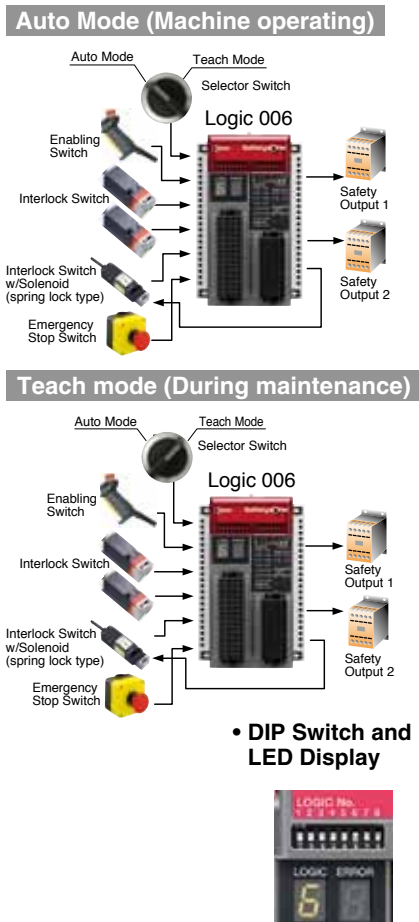 Auto Mode (Machine operating)
Auto Mode
Teach Mode
Selector Switch
Logic 006
Enabling
Switch
Interlock Switch
Interlock Switch
w/Solenoid
(spring lock type)
Emergency
Stop Switch
Safety
Output 1
Safety
Output 2
Teach mode (During maintenance)
Auto Mode
Teach Mode
Selector Switch
Logic 006
Enabling
Switch
Interlock Switch
Interlock Switch
w/Solenoid
(spring lock type)
Emergency
Stop Switch
Safety
Output 1
Safety
Output 2
• DIP Switch and
LED Display
LOGIC No.
1 2 3 4 5 6 7 8
LOGIC ERROR
6